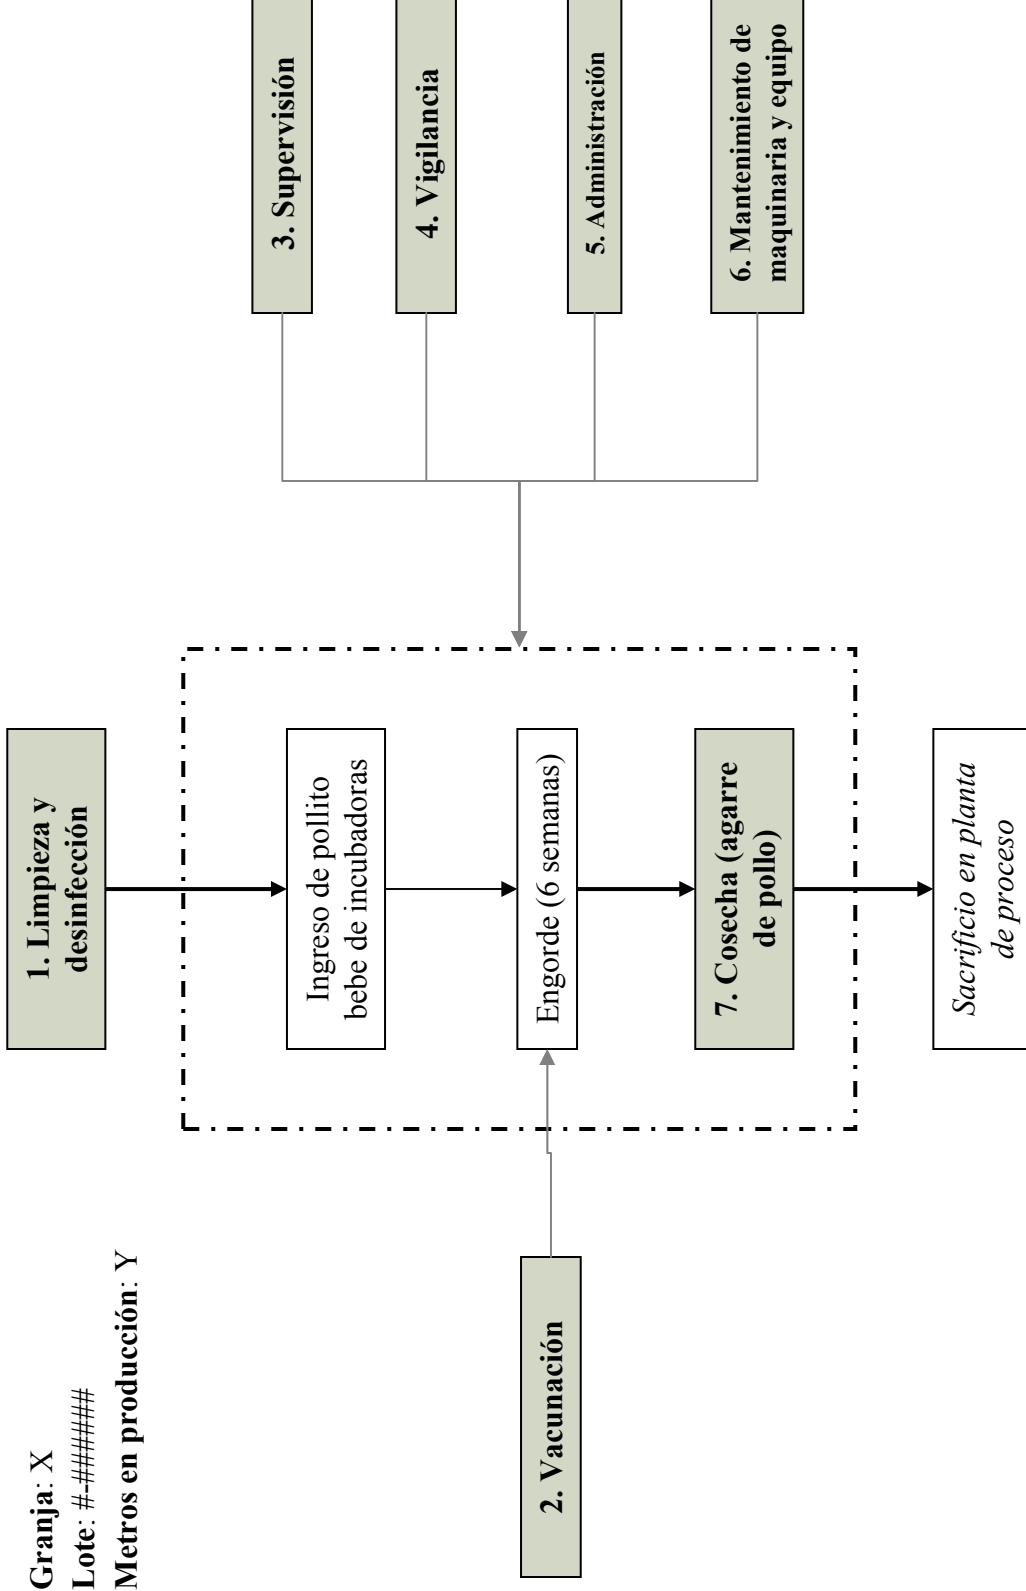 Granja: X
Lote: #-######
Metros en producción: Y
1. Limpieza y
desinfección
Ingreso de pollito
bebe de incubadoras
2. Vacunación
Engorde (6 semanas)
7. Cosecha (agarre
de pollo)
Sacrificio en planta
de proceso
3. Supervisión
4. Vigilancia
5. Administración
6. Mantenimiento de
maquinaria y equipo